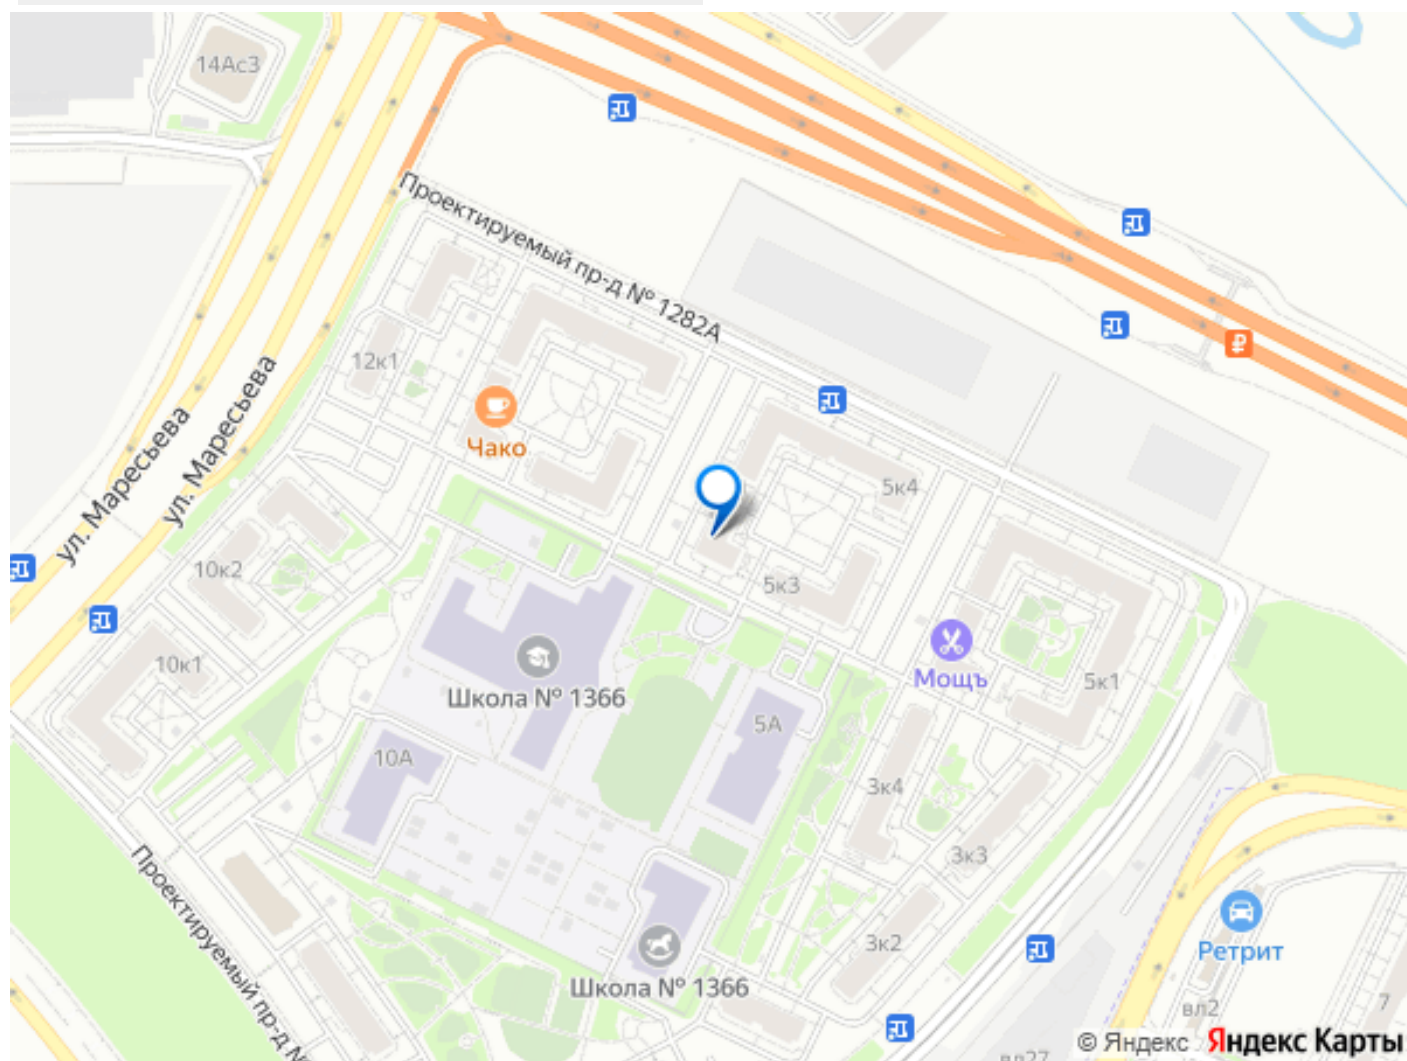 14Ас3
Проектируемый пр-д № 1282А
12к1
ул. Маресьева
ул. Маресьева
Чако
5к4
10к2
5к3
10к1
Школа № 1366
Мощъ
5к1
5А
10А
3к4
3к3
Проектируемый пр-д №
3к2
Школа № 1366
Ретрит
вл2
7
вл27
© Яндекс Яндекс Карты